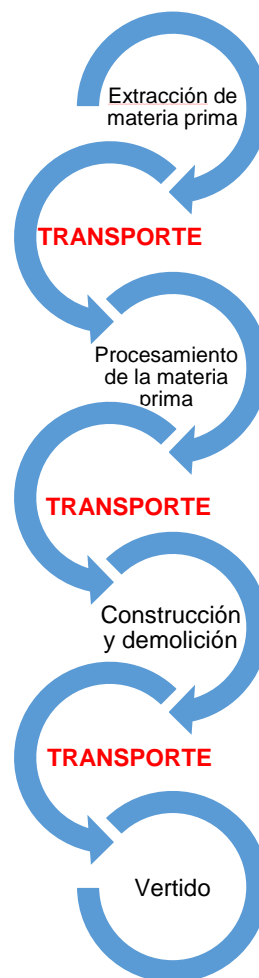 Extracción de
materia prima
TRANSPORTE
Procesamiento
de la materia
prima
TRANSPORTE
Construcción
y demolición
TRANSPORTE
Vertido